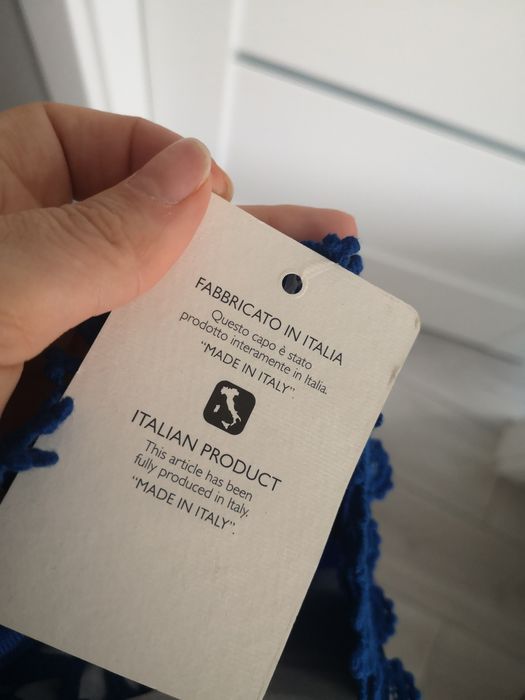 FABBRICATO IN ITALIA
Questo capo è stato
prodotto interamente in Italia.
"MADE IN ITALY".
ITALIAN PRODUCT
This article has been
fully produced in Italy.
"MADE IN ITALY".